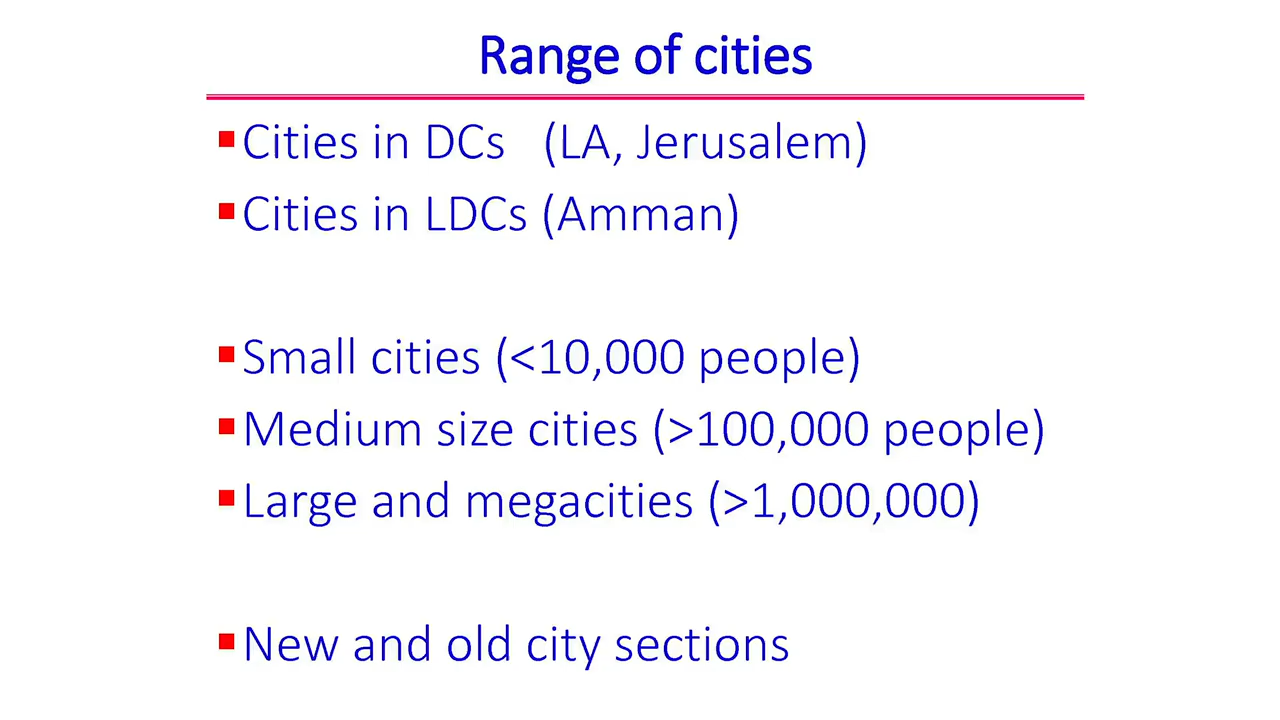 Range of cities
Cities in DCs (LA, Jerusalem)
Cities in LDCs (Amman)
Small cities (<10,000 people)
Medium size cities (>100,000 people)
Large and megacities (>1,000,000)
New and old city sections